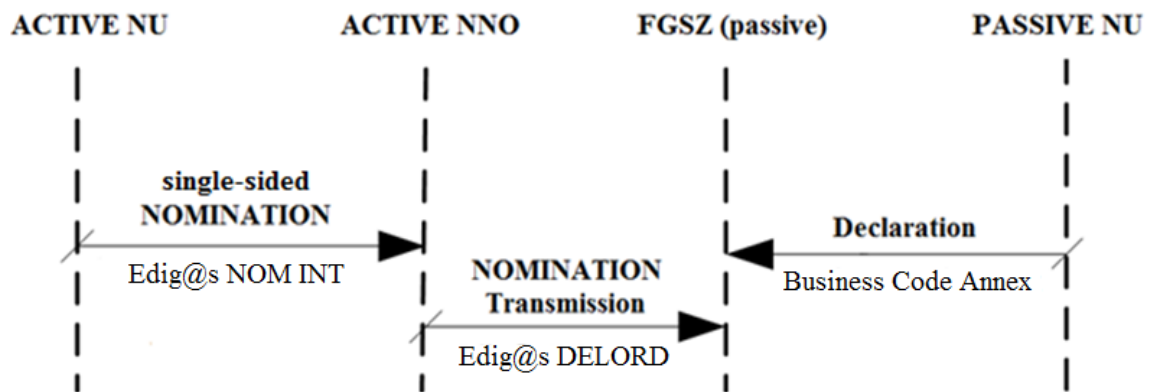 ACTIVE NU
ACTIVE NNO
FGSZ (passive)
PASSIVE NU
single-sided
NOMINATION
Edig@s NOM INT
NOMINATION
Transmission
Edig@s DELORD
Declaration
Business Code Annex